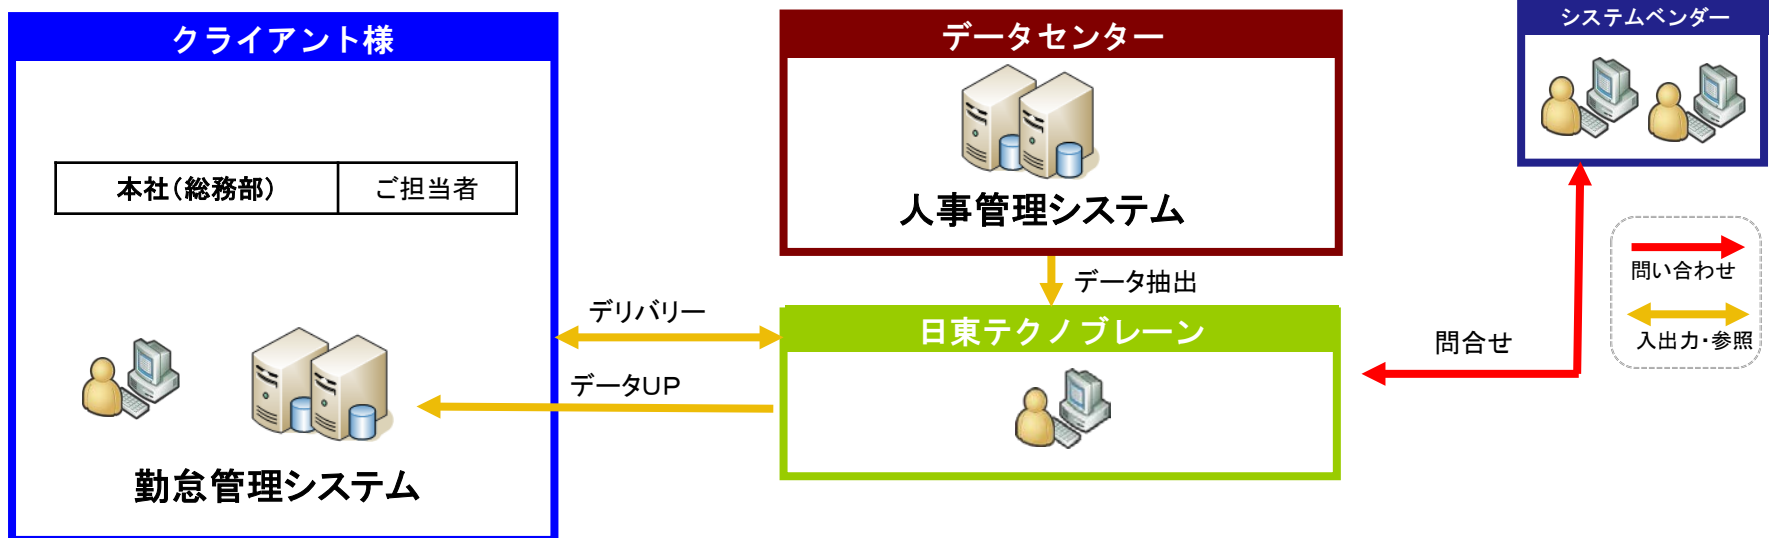 クライアント様
本社(総務部)
ご担当者
勤怠管理システム
デリバリー
データUP
データセンター
人事管理システム
データ抽出
日東テクノブレーン
システムベンダー
問合せ
問い合わせ
入出力・参照